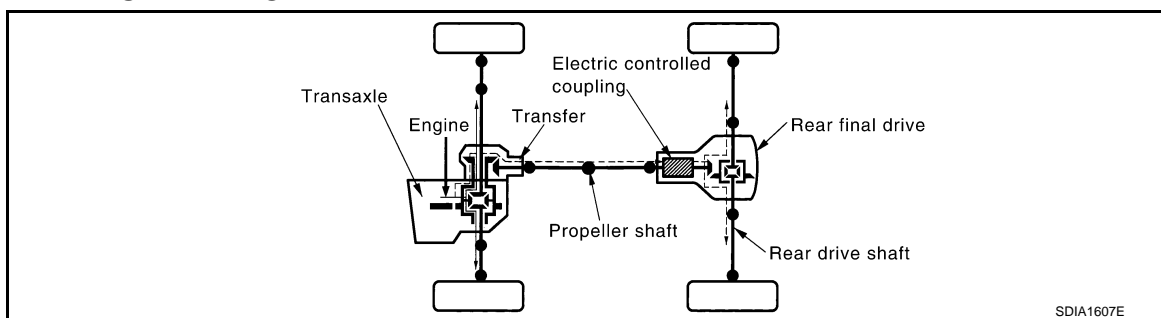 Electric controlled
coupling
Transaxle
Engine
Transfer
Rear final drive
Propeller shaft
Rear drive shaft
SDIA1607E